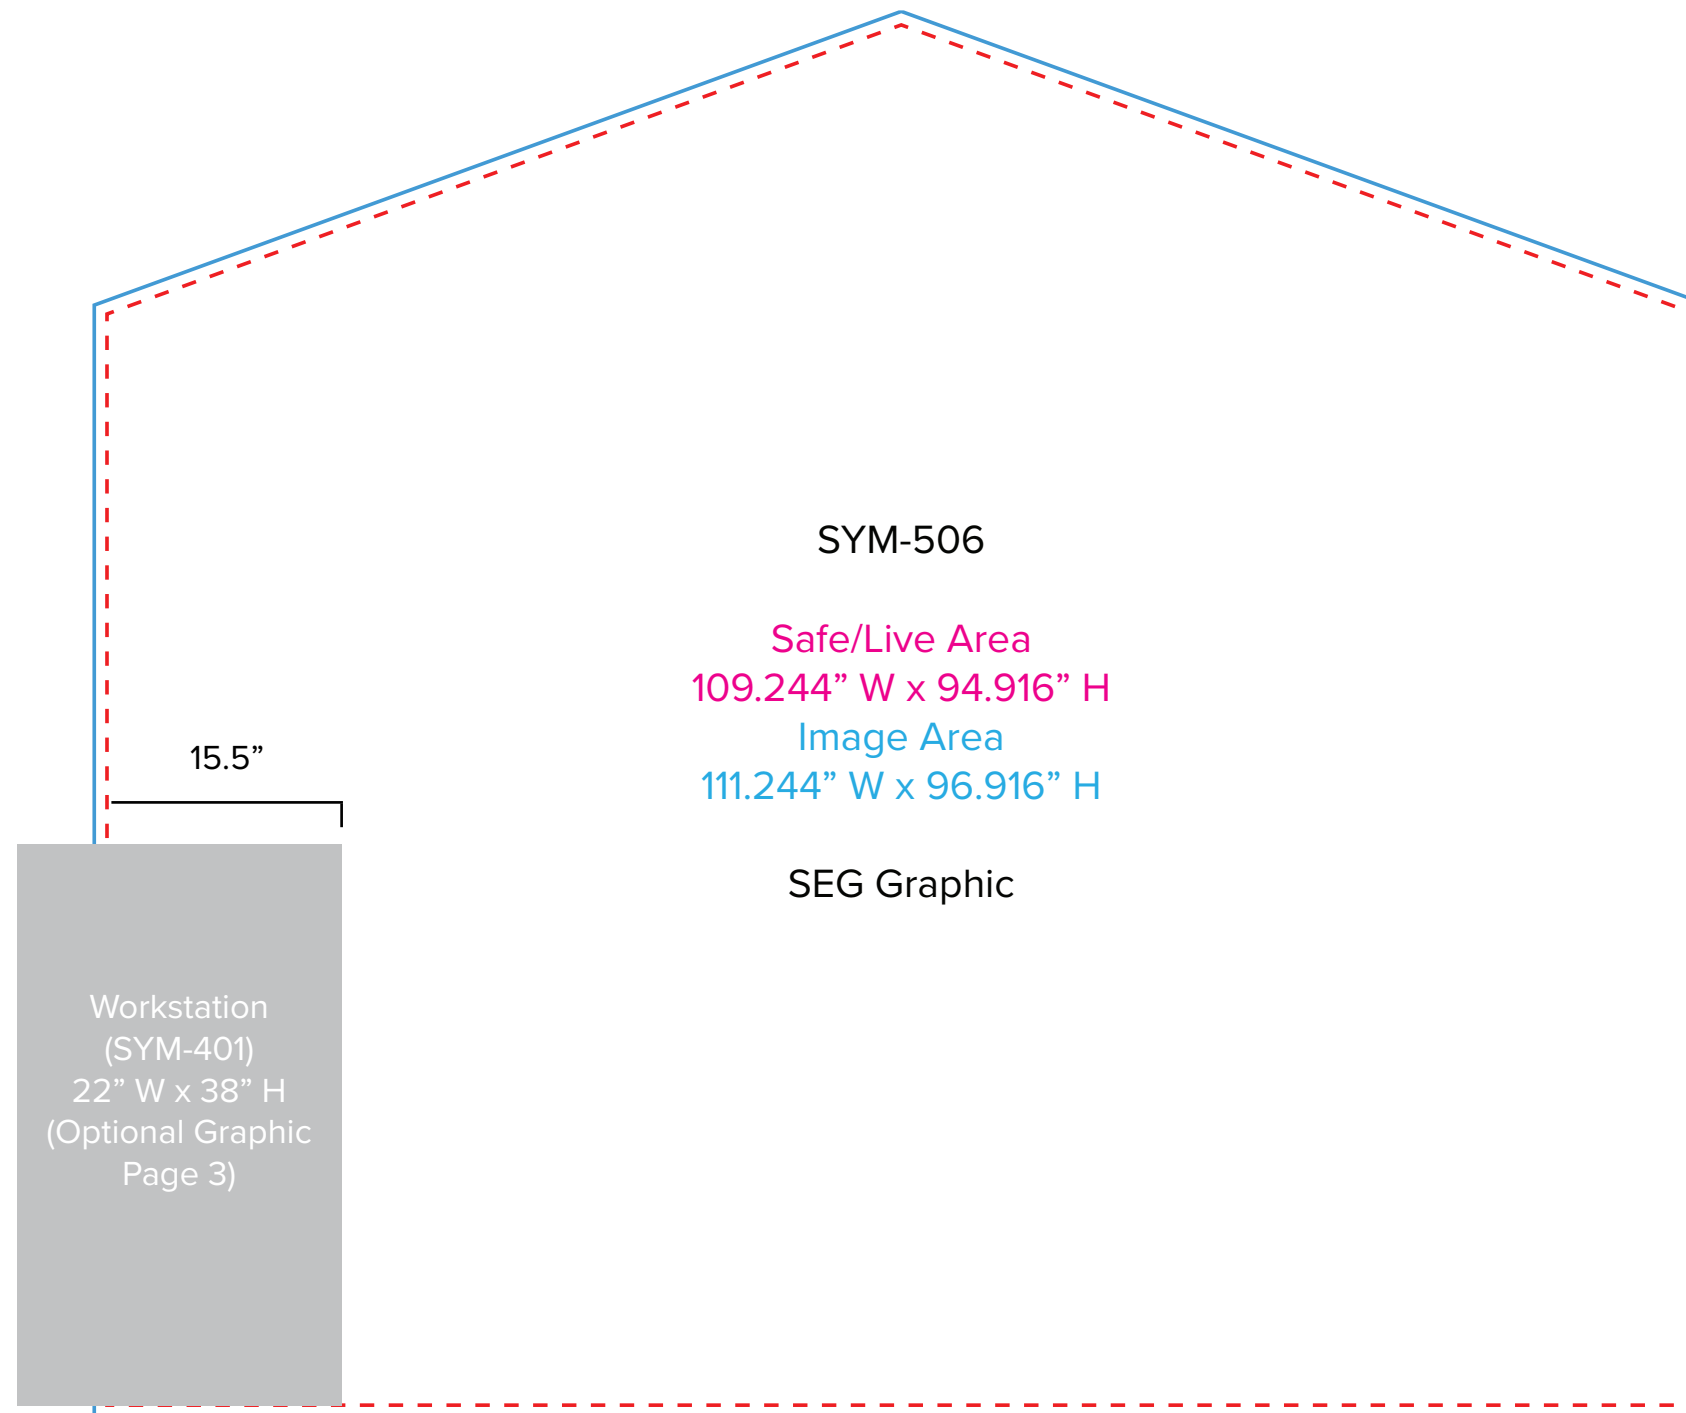 SYM-506
Safe/Live Area
109.244” W x 94.916” H
Image Area
111.244” W x 96.916” H
SEG Graphic
15.5”
Workstation
(SYM-401)
22” W x 38” H
(Optional Graphic
Page 3)